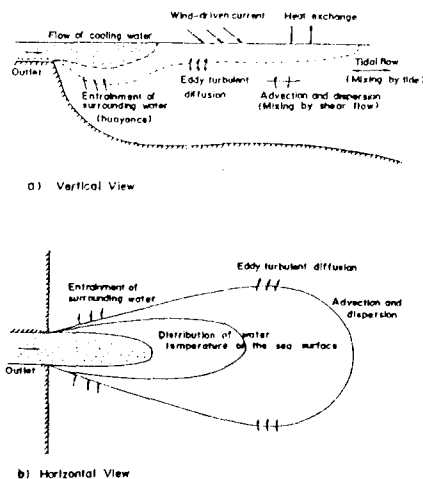 Wind-driven current
Heat exchange
Flow of cooling water
Outlet
Tidal flow
(Mixing by tide)
Entrainment of
surrounding water
(huoyance)
Eddy turbulent
diffusion
Advection and dispersion
(Mixing by shear flow)
a) Vertical View
Eddy turbulent diffusion
Entrainment of
surrounding water
Advection and
dispersion
Distribution of water
temperature on the sea surface
Outlet
b) Horizontal View